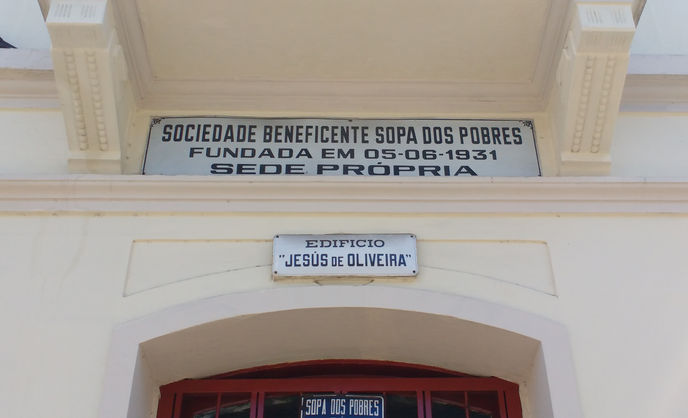 SOCIEDADE BENEFICENTE SOPA DOS POBRES
FUNDADA EM 05-06-1931
SEDE PRÓPRIA
EDIFICIO
"JESÚS DE OLIVEIRA"
SOPA DOS POBRES